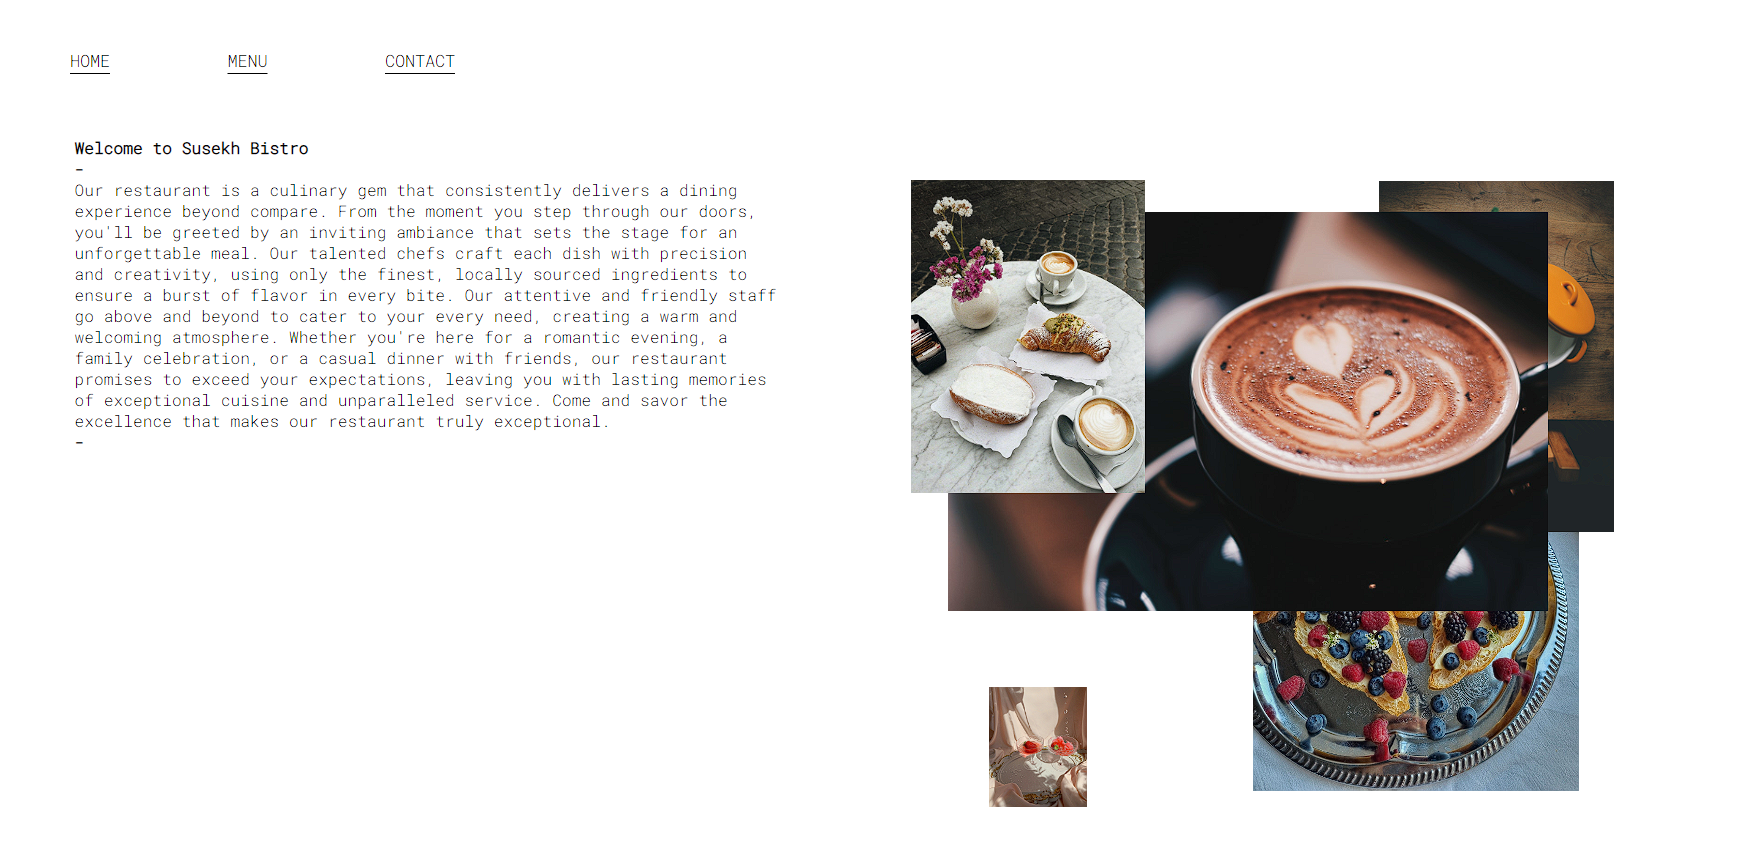 HOME
MENU
CONTACT
Welcome to Susekh Bistro
-
Our restaurant is a culinary gem that consistently delivers a dining
experience beyond compare. From the moment you step through our doors,
you'll be greeted by an inviting ambiance that sets the stage for an
unforgettable meal. Our talented chefs craft each dish with precision
and creativity, using only the finest, locally sourced ingredients to
ensure a burst of flavor in every bite. Our attentive and friendly staff
go above and beyond to cater to your every need, creating a warm and
welcoming atmosphere. Whether you're here for a romantic evening, a
family celebration, or a casual dinner with friends, our restaurant
promises to exceed your expectations, leaving you with lasting memories
of exceptional cuisine and unparalleled service. Come and savor the
excellence that makes our restaurant truly exceptional.
-